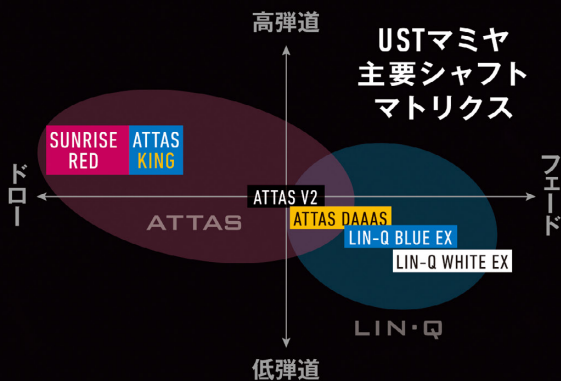 高弾道
USTマミヤ
主要シャフト
マトリクス
SUNRISE
RED
ATTAS
KING
ドロー
フェード
ATTAS V2
ATTAS
ATTAS DAAAS
LIN-Q BLUE EX
LIN-Q WHITE EX
LIN・Q
低弾道